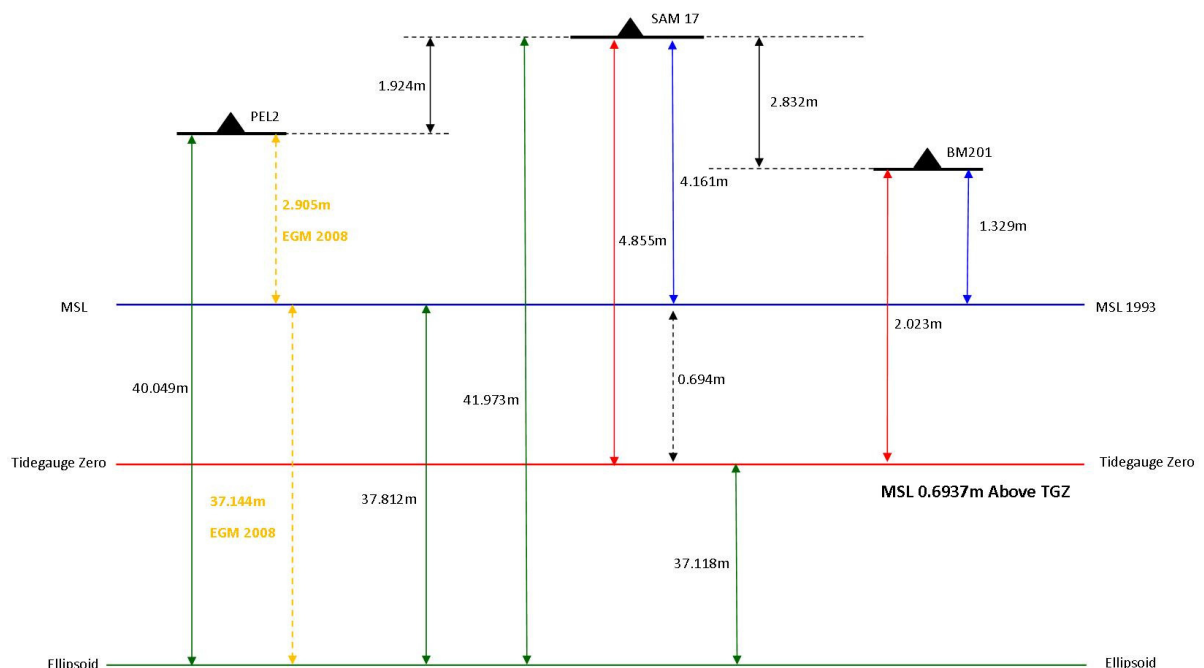 SAM 17
1.924m
2.832m
PEL2
BM201
4.161m
2.905m
EGM 2008
1.329m
4.855m
MSL
MSL 1993
2.023m
0.694m
40.049m
41.973m
Tidegauge Zero
Tidegauge Zero
MSL 0.6937m Above TGZ
37.144m
EGM 2008
37.812m
37.118m
Ellipsoid
Ellipsoid